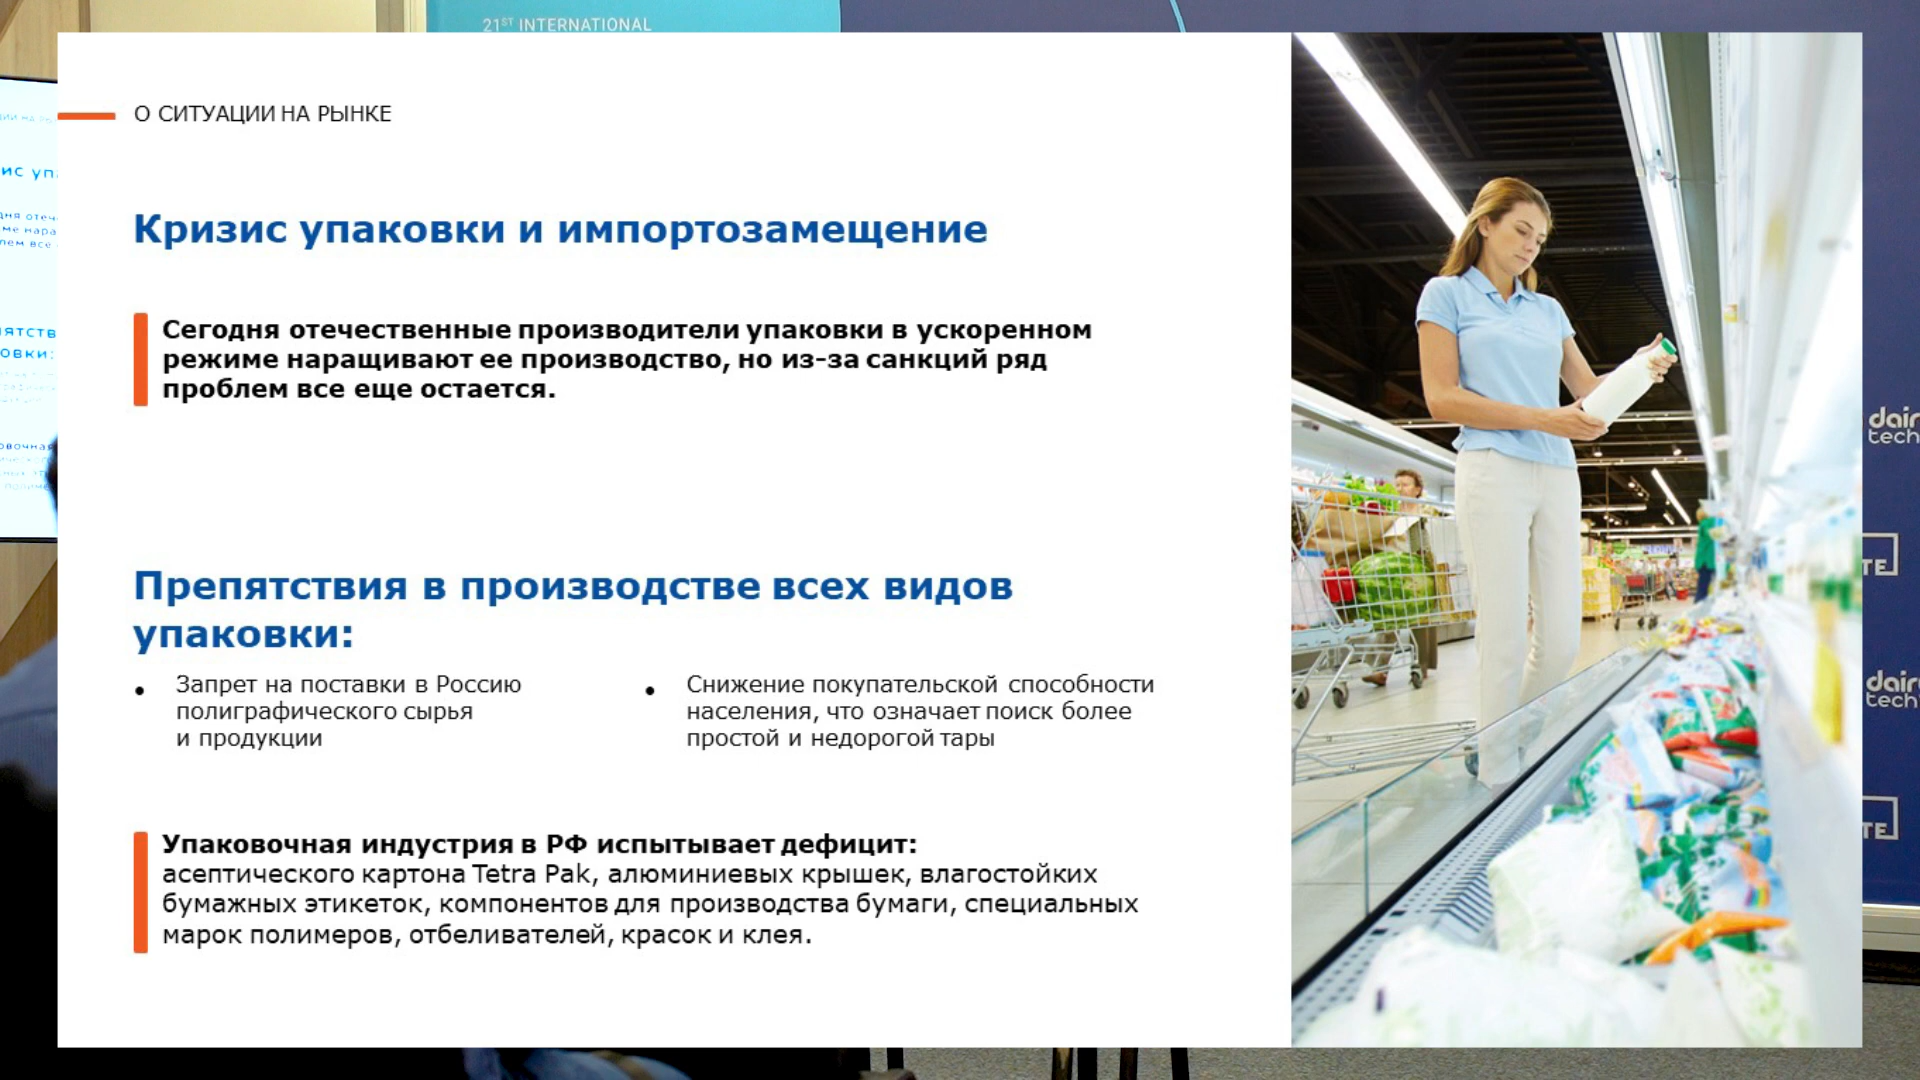 21ST INTERNATIONAL
О СИТУАЦИИ НА РЫНКЕ
Кризис упаковки и импортозамещение
Сегодня отечественные производители упаковки в ускоренном
режиме наращивают ее производство, но из-за санкций ряд
проблем все еще остается.
Препятствия в производстве всех видов
упаковки:
• Запрет на поставки в Россию
полиграфического сырья
и продукции
• Снижение покупательской способности
населения, что означает поиск более
простой и недорогой тары
Упаковочная индустрия в РФ испытывает дефицит:
асептического картона Tetra Pak, алюминиевых крышек, влагостойких
бумажных этикеток, компонентов для производства бумаги, специальных
марок полимеров, отбеливателей, красок и клея.
tech
tech